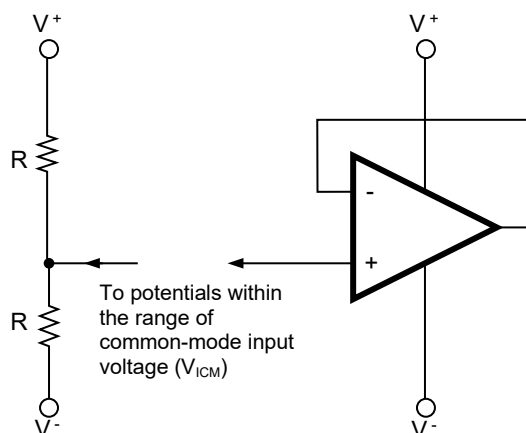 V+
V+
R
-
+
To potentials within
the range of
common-mode input
voltage (VICM)
R
V-
V-